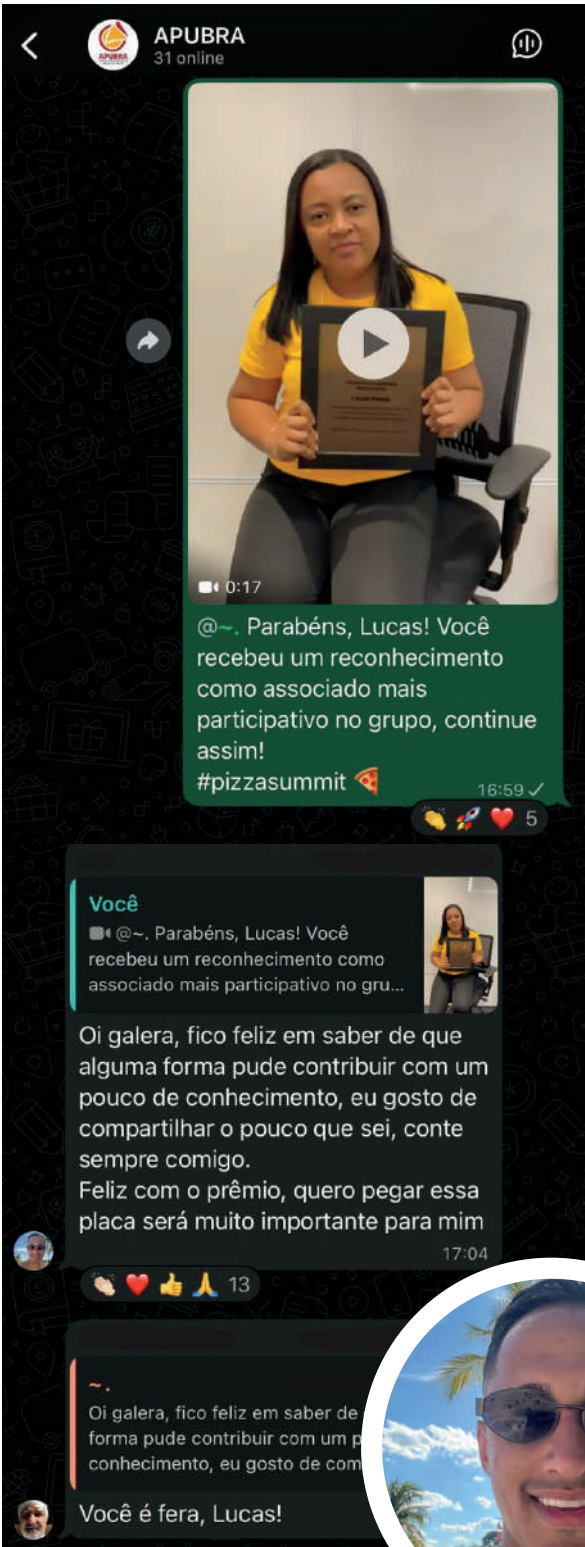 APUBRA
APUBRA
31 online
0:17
@~. Parabéns, Lucas! Você
recebeu um reconhecimento
como associado mais
participativo no grupo, continue
assim!
#pizzasummit 🍕
16:59
👏 🚀 ❤️ 5
Você
@~. Parabéns, Lucas! Você
recebeu um reconhecimento como
associado mais participativo no gru...
Oi galera, fico feliz em saber de que
alguma forma pude contribuir com um
pouco de conhecimento, eu gosto de
compartilhar o pouco que sei, conte
sempre comigo.
Feliz com o prêmio, quero pegar essa
placa será muito importante para mim
17:04
👏🏻 ❤️ 👍 🙏 13
~.
Oi galera, fico feliz em saber de
forma pude contribuir com um p
conhecimento, eu gosto de com
Você é fera, Lucas!